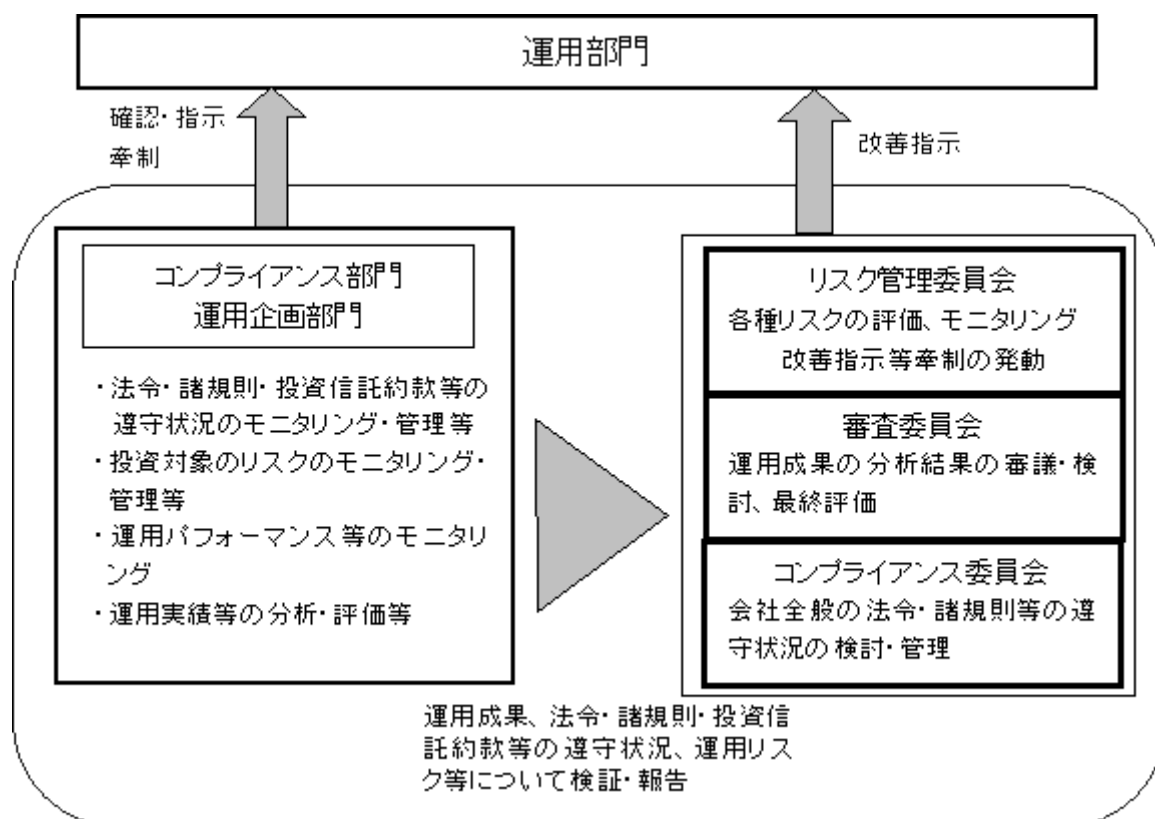 運用部門
確認・指示
牽制
改善指示
コンプライアンス部門
運用企画部門
・法令・諸規則・投資信託約款等の
遵守状況のモニタリング・管理等
・投資対象のリスクのモニタリング・
管理等
・運用パフォーマンス等のモニタリ
ング
・運用実績等の分析・評価等
リスク管理委員会
各種リスクの評価、モニタリング
改善指示等牽制の発動
審査委員会
運用成果の分析結果の審議・検
討、最終評価
コンプライアンス委員会
会社全般の法令・諸規則等の遵
守状況の検討・管理
運用成果、法令・諸規則・投資信
託約款等の遵守状況、運用リス
ク等について検証・報告